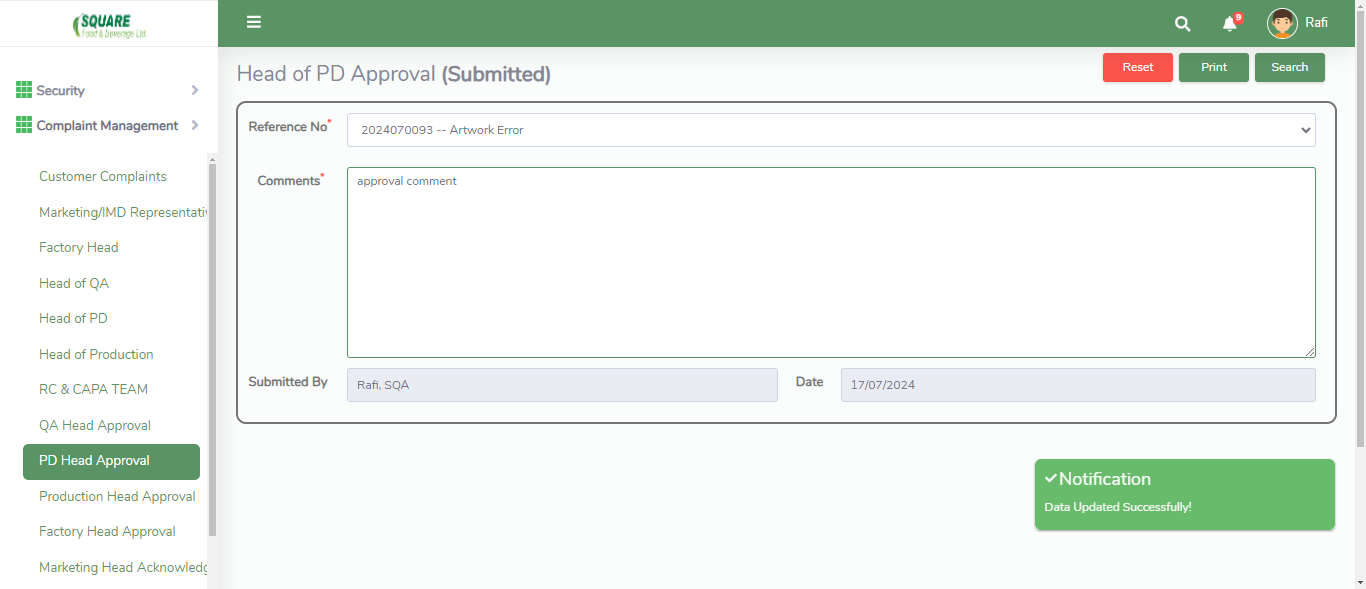 SQUARE
Food & Beverage Ltd.
9
Rafi
Security
Complaint Management
Customer Complaints
Marketing/IMD Representativ
Factory Head
Head of QA
Head of PD
Head of Production
RC & CAPA TEAM
QA Head Approval
PD Head Approval
Production Head Approval
Factory Head Approval
Marketing Head Acknowledg
Head of PD Approval (Submitted)
Reset Print Search
Reference No* 2024070093 -- Artwork Error
Comments* approval comment
Submitted By Rafi, SQA Date 17/07/2024
Notification
Data Updated Successfully!